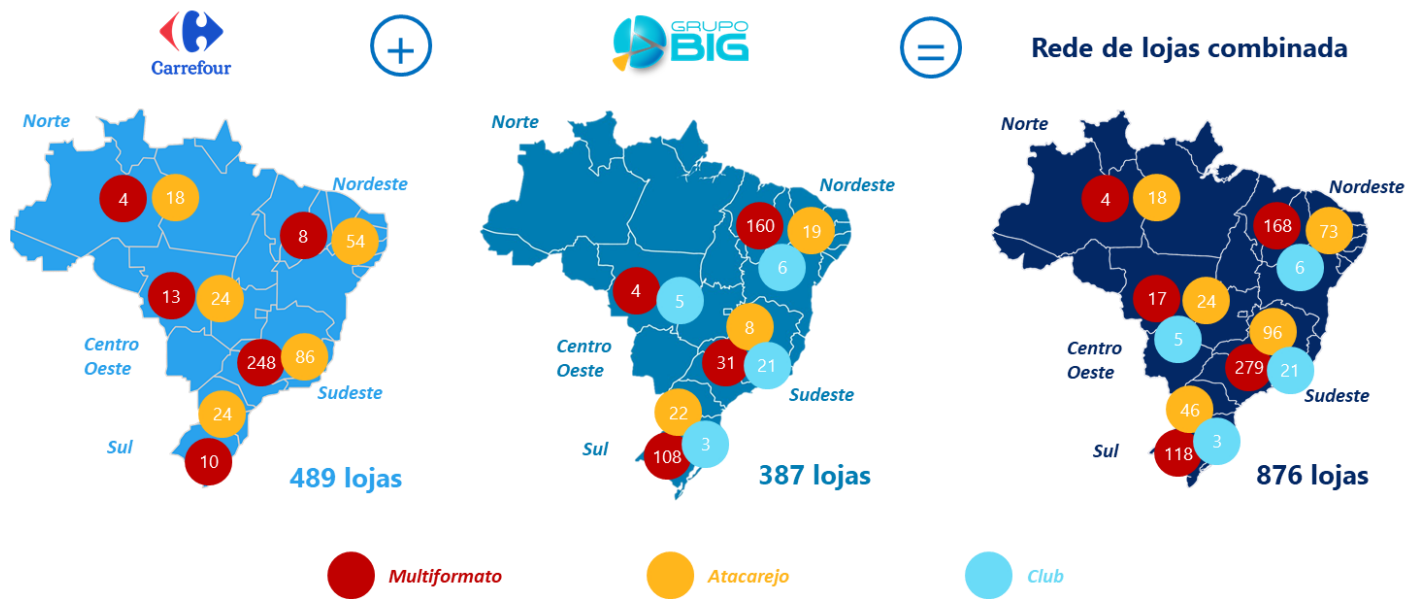 Carrefour
+
GRUPO
BIG
=
Rede de lojas combinada
Norte
4
18
Nordeste
8
54
13
24
Centro
Oeste
248
86
Sudeste
24
Sul
10
489 lojas
Norte
Nordeste
160
19
6
4
5
8
Centro
Oeste
31
21
Sudeste
22
Sul
108
3
387 lojas
Norte
4
18
Nordeste
168
73
6
17
24
5
96
Centro
Oeste
279
21
Sudeste
46
Sul
118
3
876 lojas
Multiformato
Atacarejo
Club